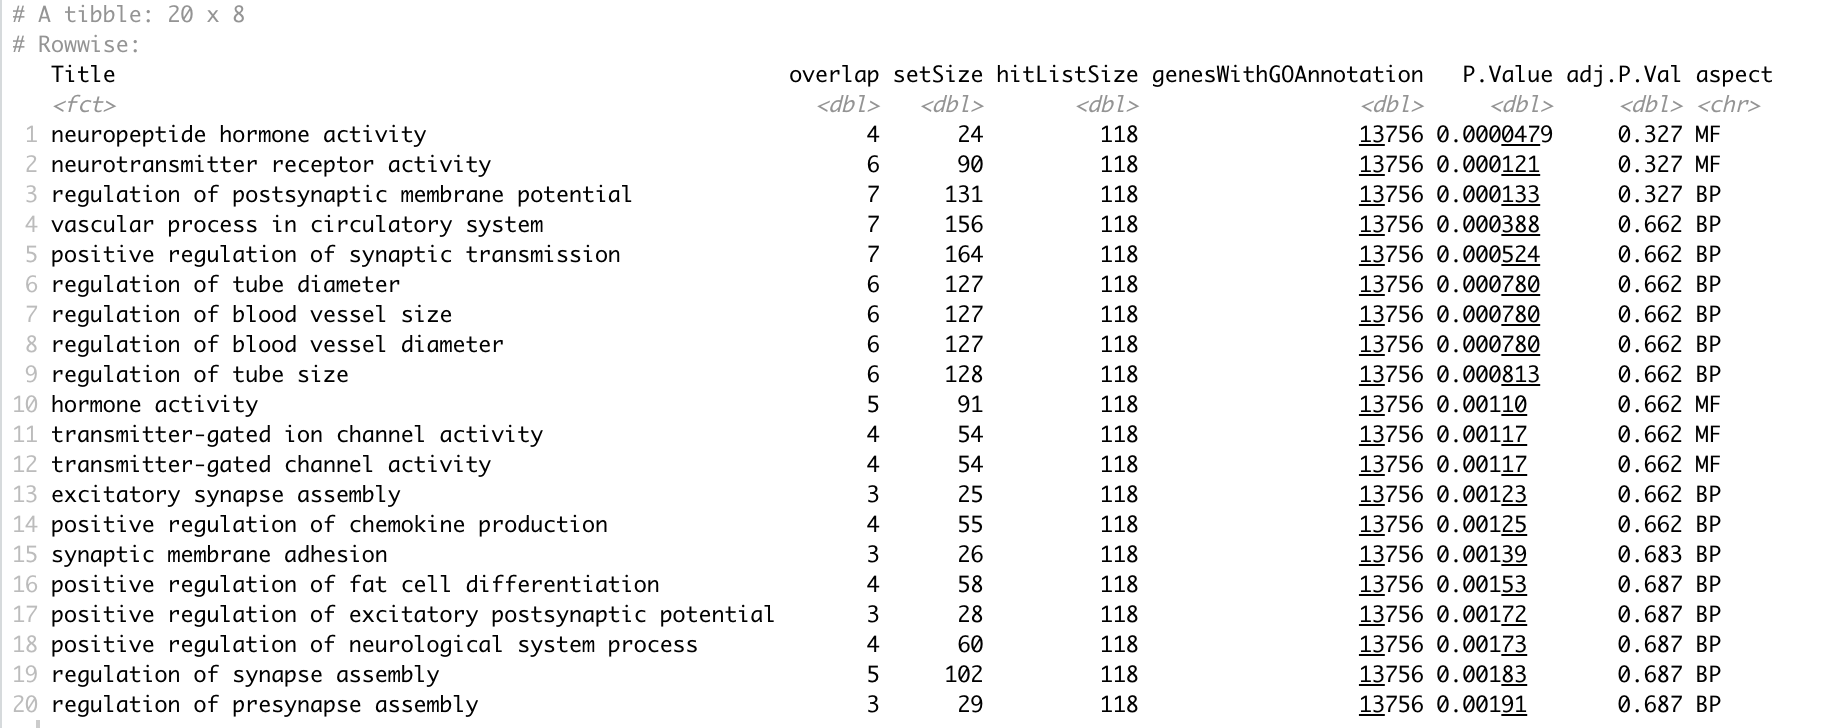 # A tibble: 20 x 8
# Rowwise:
Title overlap setSize hitListSize genesWithGOAnnotation P.Value adj.P.Val aspect
<fct> <dbl> <dbl> <dbl> <dbl> <dbl> <dbl> <chr>
1 neuropeptide hormone activity 4 24 118 13756 0.0000479 0.327 MF
2 neurotransmitter receptor activity 6 90 118 13756 0.000121 0.327 MF
3 regulation of postsynaptic membrane potential 7 131 118 13756 0.000133 0.327 BP
4 vascular process in circulatory system 7 156 118 13756 0.000388 0.662 BP
5 positive regulation of synaptic transmission 7 164 118 13756 0.000524 0.662 BP
6 regulation of tube diameter 6 127 118 13756 0.000780 0.662 BP
7 regulation of blood vessel size 6 127 118 13756 0.000780 0.662 BP
8 regulation of blood vessel diameter 6 127 118 13756 0.000780 0.662 BP
9 regulation of tube size 6 128 118 13756 0.000813 0.662 BP
10 hormone activity 5 91 118 13756 0.00110 0.662 MF
11 transmitter-gated ion channel activity 4 54 118 13756 0.00117 0.662 MF
12 transmitter-gated channel activity 4 54 118 13756 0.00117 0.662 MF
13 excitatory synapse assembly 3 25 118 13756 0.00123 0.662 BP
14 positive regulation of chemokine production 4 55 118 13756 0.00125 0.662 BP
15 synaptic membrane adhesion 3 26 118 13756 0.00139 0.683 BP
16 positive regulation of fat cell differentiation 4 58 118 13756 0.00153 0.687 BP
17 positive regulation of excitatory postsynaptic potential 3 28 118 13756 0.00172 0.687 BP
18 positive regulation of neurological system process 4 60 118 13756 0.00173 0.687 BP
19 regulation of synapse assembly 5 102 118 13756 0.00183 0.687 BP
20 regulation of presynapse assembly 3 29 118 13756 0.00191 0.687 BP